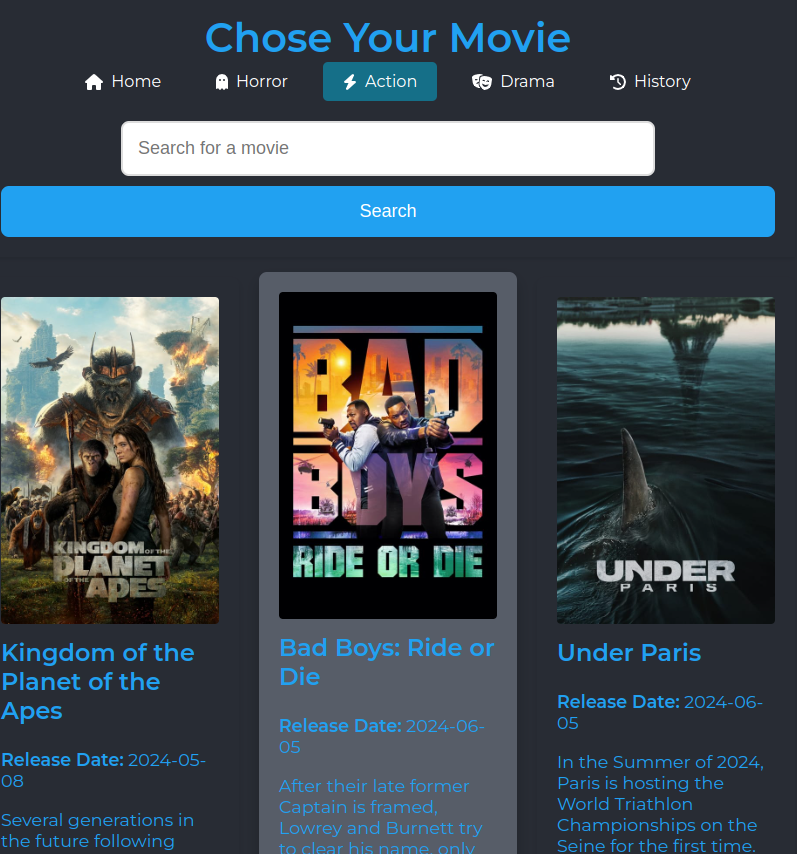 Chose Your Movie
Home Horror Action Drama History
Search for a movie
Search
KINGDOM OF THE
PLANET
OF THE
APES
Kingdom of the
Planet of the
Apes
Release Date: 2024-05-
08
Several generations in
the future following
BAD
BOYS
RIDE OR DIE
Bad Boys: Ride or
Die
Release Date: 2024-06-
05
After their late former
Captain is framed,
Lowrey and Burnett try
to clear his name, only
UNDER
PARIS
Under Paris
Release Date: 2024-06-
05
In the Summer of 2024,
Paris is hosting the
World Triathlon
Championships on the
Seine for the first time.